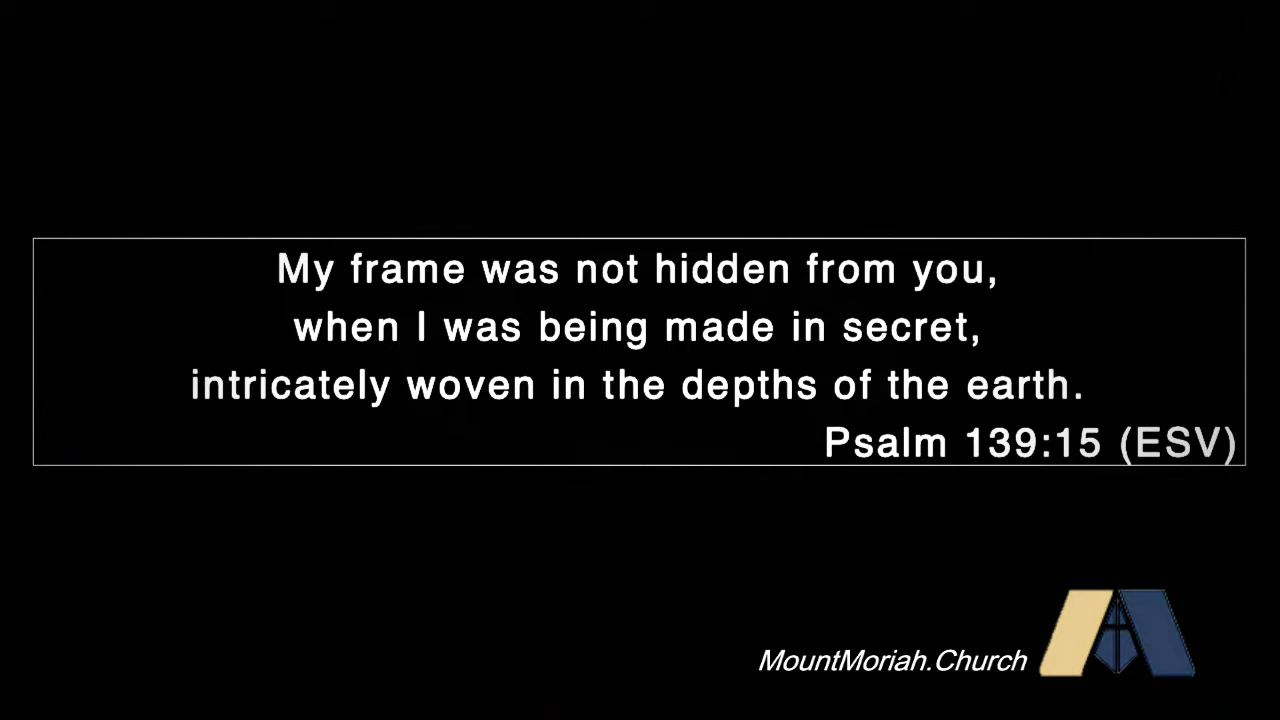 My frame was not hidden from you,
when I was being made in secret,
intricately woven in the depths of the earth.
Psalm 139:15 (ESV)
MountMoriah.Church